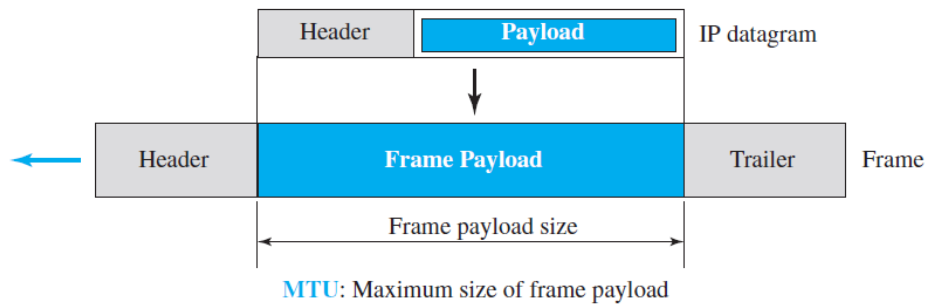 Header Payload IP datagram
Header Frame Payload Trailer Frame
Frame payload size
MTU: Maximum size of frame payload